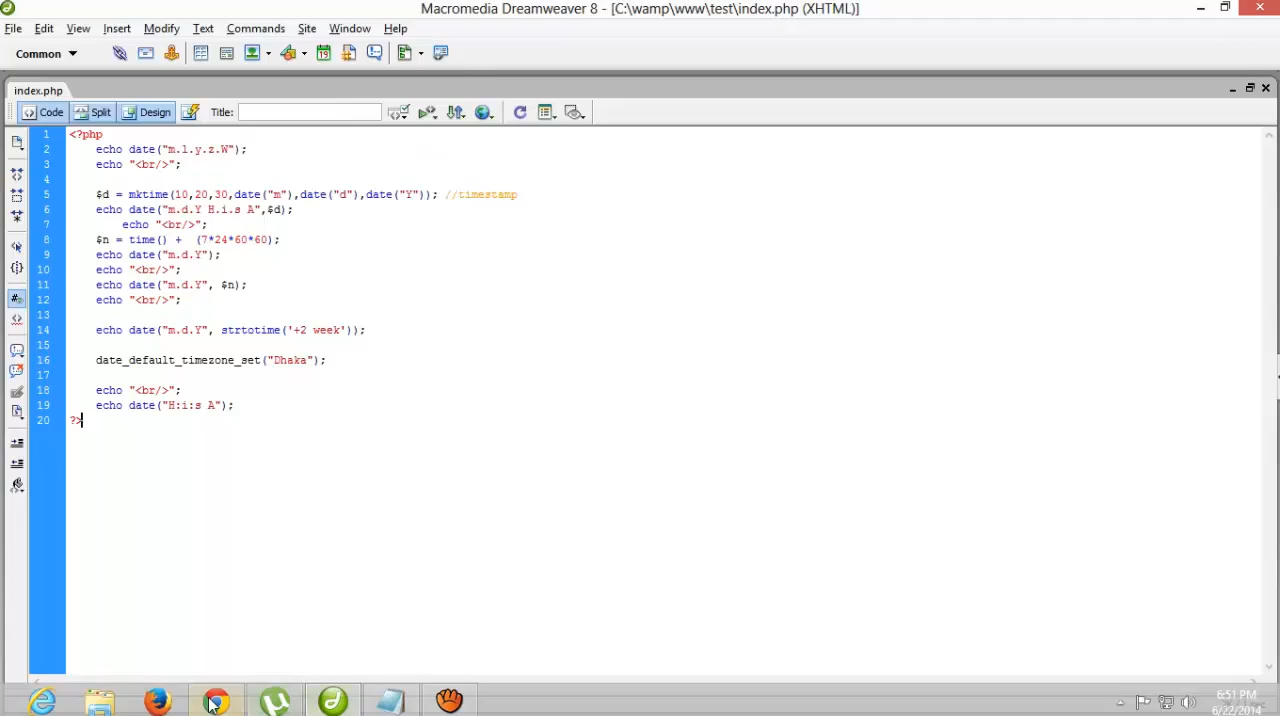 Macromedia Dreamweaver 8 - [C:\wamp\www\test\index.php (XHTML)]
File Edit View Insert Modify Text Commands Site Window Help
Common
index.php
Code Split Design Title:
1 <?php
2 echo date("m.l.y.z.W");
3 echo "<br/>";
4
5 $d = mktime(10,20,30,date("m"),date("d"),date("Y")); //timestamp
6 echo date("m.d.Y H.i.s A",$d);
7 echo "<br/>";
8 $n = time() + (7*24*60*60);
9 echo date("m.d.Y");
10 echo "<br/>";
11 echo date("m.d.Y", $n);
12 echo "<br/>";
13
14 echo date("m.d.Y", strtotime('+2 week'));
15
16 date_default_timezone_set("Dhaka");
17
18 echo "<br/>";
19 echo date("H:i:s A");
20 ?>
6:51 PM
6/22/2014